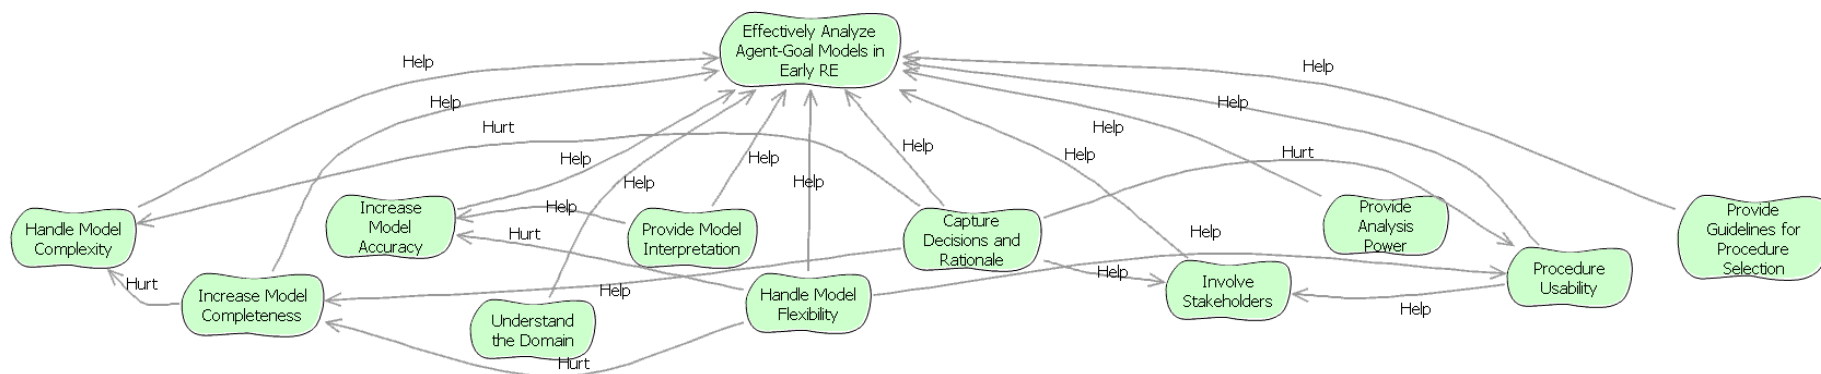 Effectively Analyze
Agent-Goal Models in
Early RE
Help
Help
Help
Help
Hurt
Help
Help
Help
Help
Hurt
Help
Help
Help
Help
Handle Model
Complexity
Increase
Model
Accuracy
Help
Provide Model
Interpretation
Capture
Decisions and
Rationale
Provide
Analysis
Power
Provide
Guidelines for
Procedure
Selection
Hurt
Help
Hurt
Increase Model
Completeness
Understand
the Domain
Help
Handle Model
Flexibility
Help
Involve
Stakeholders
Procedure
Usability
Help
Hurt